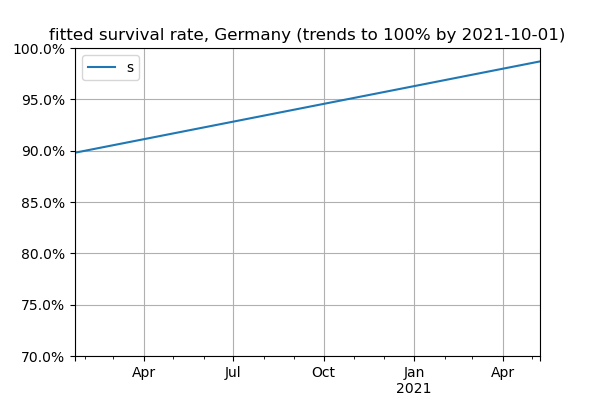 fitted survival rate, Germany (trends to 100% by 2021-10-01)
100.0%
s
95.0%
90.0%
85.0%
80.0%
75.0%
70.0%
Apr Jul Oct Jan Apr
2021